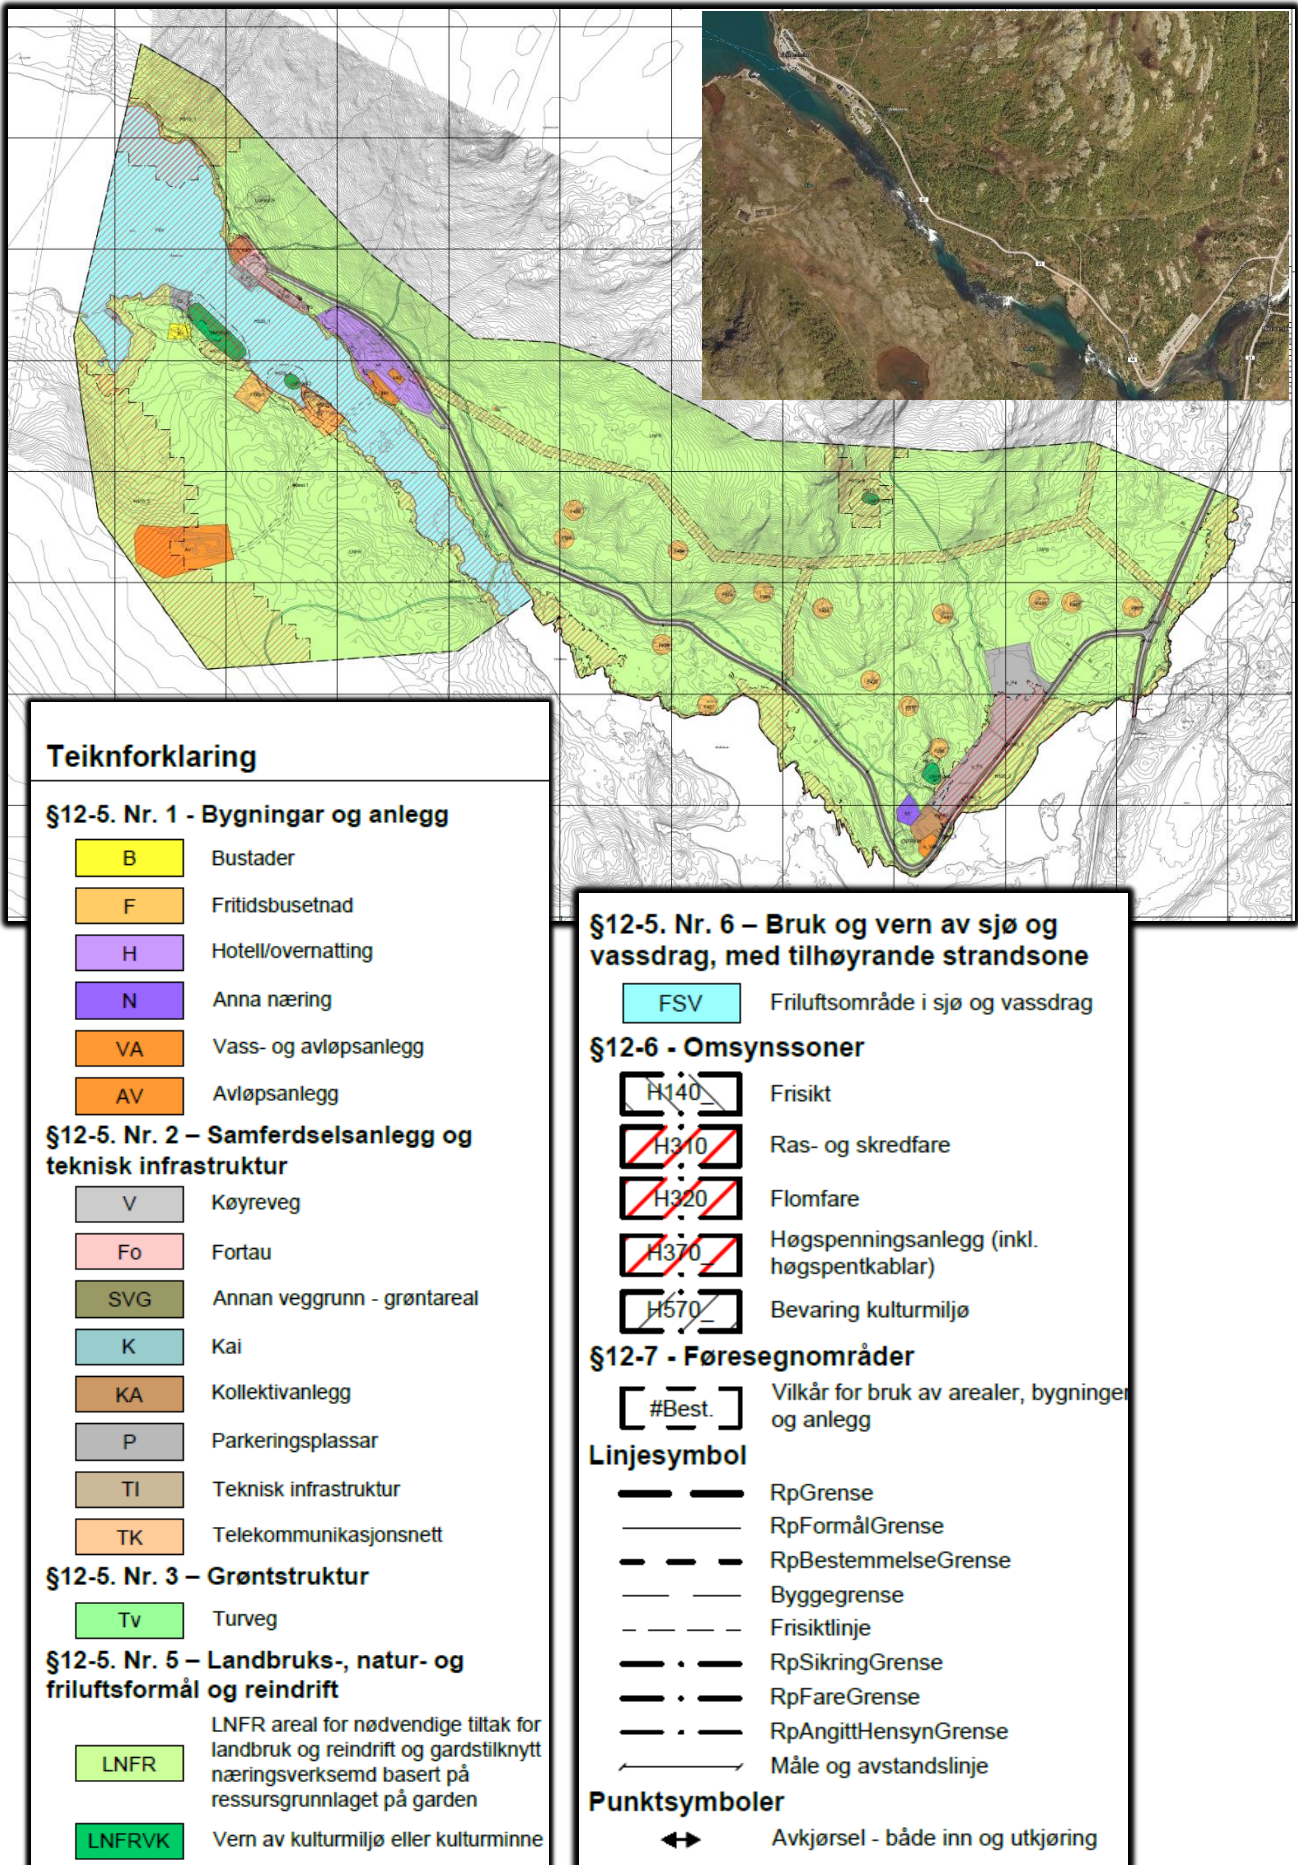 Teiknforklaring
§12-5. Nr. 1 - Bygningar og anlegg
B Bustader
F Fritidsbusetnad
H Hotell/overnatting
N Anna næring
VA Vass- og avløpsanlegg
AV Avløpsanlegg
§12-5. Nr. 2 – Samferdselsanlegg og
teknisk infrastruktur
V Køyreveg
Fo Fortau
SVG Annan veggrunn - grøntareal
K Kai
KA Kollektivanlegg
P Parkeringsplassar
TI Teknisk infrastruktur
TK Telekommunikasjonsnett
§12-5. Nr. 3 – Grøntstruktur
Tv Turveg
§12-5. Nr. 5 – Landbruks-, natur- og
friluftsformål og reindrift
LNFR areal for nødvendige tiltak for
landbruk og reindrift og gardstilknytt
LNFR
næringsverksemd basert på
ressursgrunnlaget på garden
LNFRVK Vern av kulturmiljø eller kulturminne
§12-5. Nr. 6 – Bruk og vern av sjø og
vassdrag, med tilhøyrande strandsone
FSV Friluftsområde i sjø og vassdrag
§12-6 - Omsynssoner
H140_ Frisikt
H310 Ras- og skredfare
H320 Flomfare
H370_ Høgspenningsanlegg (inkl.
høgspentkablar)
H570_ Bevaring kulturmiljø
§12-7 - Føresegnområder
#Best. Vilkår for bruk av arealer, bygninger
og anlegg
Linjesymbol
RpGrense
RpFormålGrense
RpBestemmelseGrense
Byggegrense
Frisiktlinje
RpSikringGrense
RpFareGrense
RpAngittHensynGrense
Måle og avstandslinje
Punktsymboler
Avkjørsel - både inn og utkjøring